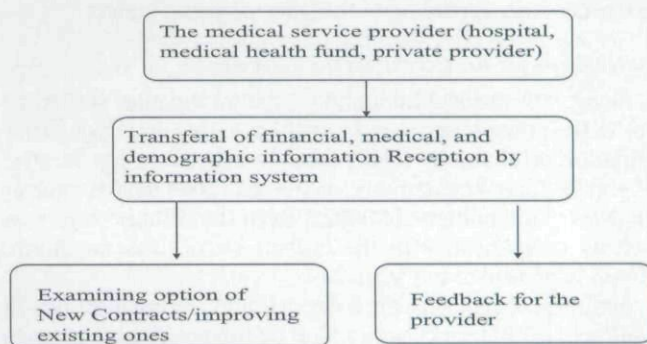 The medical service provider (hospital,
medical health fund, private provider)
Transferal of financial, medical, and
demographic information Reception by
information system
Examining option of
New Contracts/improving
existing ones
Feedback for the
provider